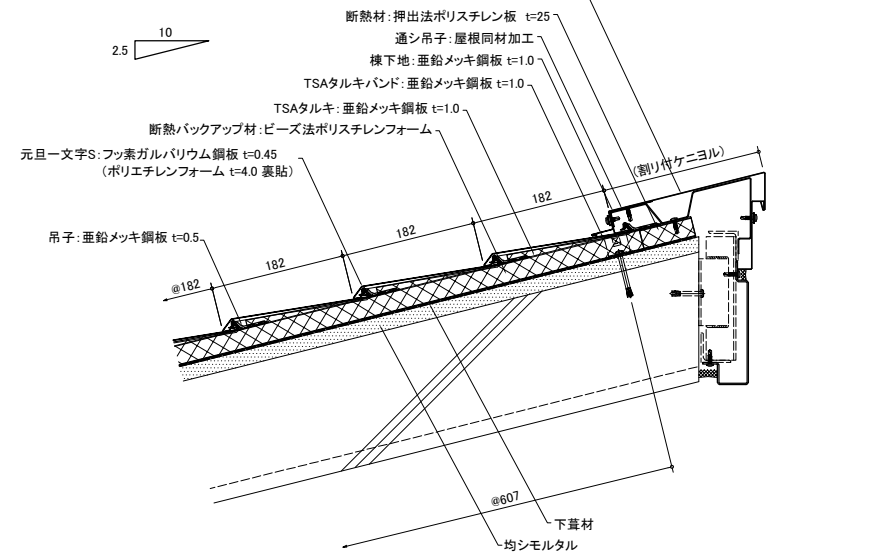 断熱材：押出法ポリスチレン板 t=25
10
2.5
通シ吊子：屋根同材加工
棟下地：亜鉛メッキ鋼板 t=1.0
TSAタルキバンド：亜鉛メッキ鋼板 t=1.0
TSAタルキ：亜鉛メッキ鋼板 t=1.0
断熱バックアップ材：ビーズ法ポリスチレンフォーム
元旦一文字S：フッ素ガルバリウム鋼板 t=0.45
（ポリエチレンフォーム t=4.0 裏貼）
(割り付ケニヨル)
182
182
182
吊子：亜鉛メッキ鋼板 t=0.5
@182
@607
下葺材
均シモルタル